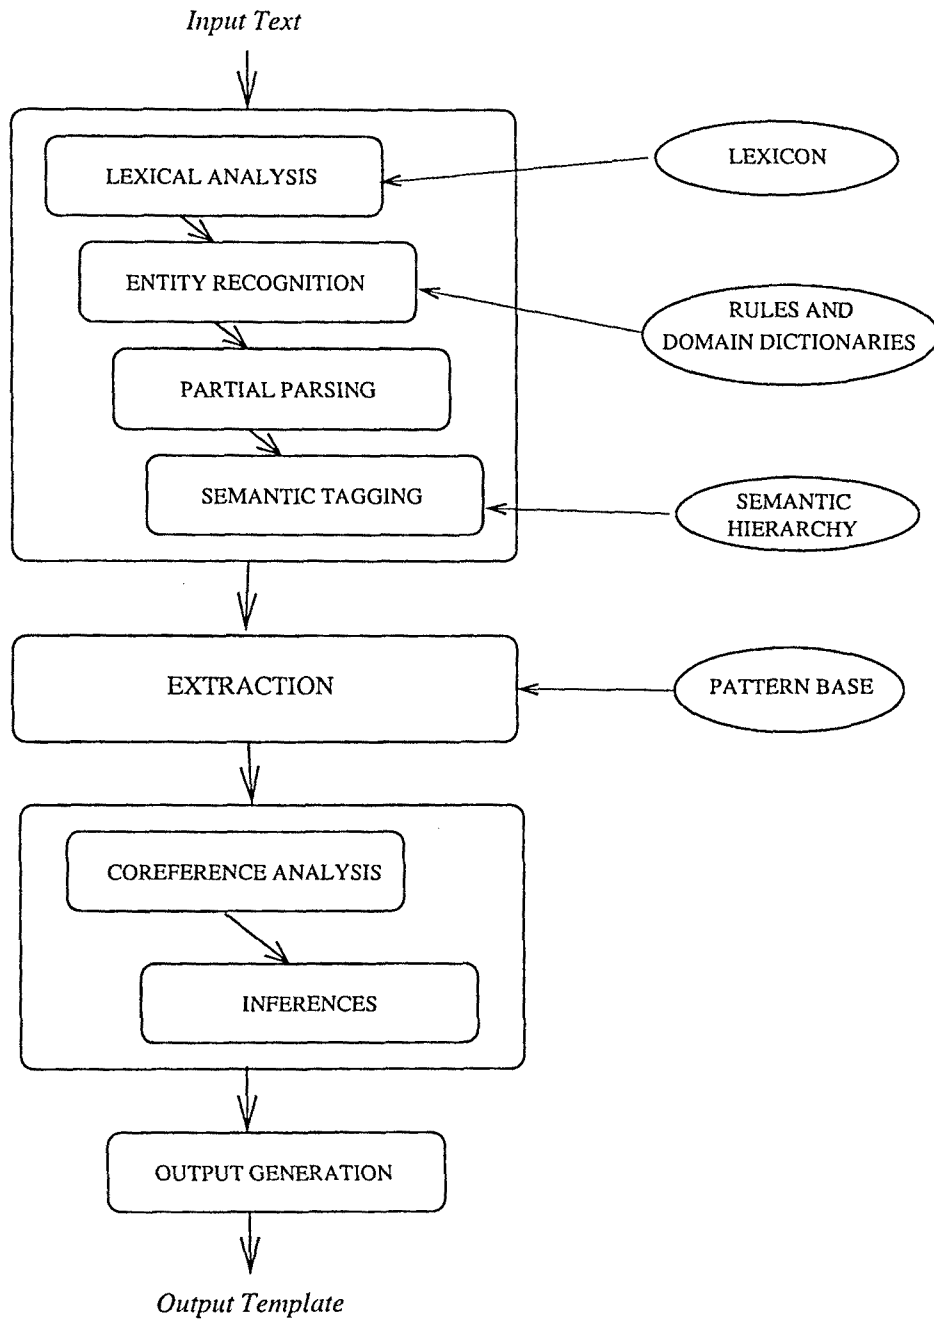 Input Text
LEXICAL ANALYSIS
LEXICON
ENTITY RECOGNITION
RULES AND
DOMAIN DICTIONARIES
PARTIAL PARSING
SEMANTIC TAGGING
SEMANTIC
HIERARCHY
EXTRACTION
PATTERN BASE
COREFERENCE ANALYSIS
INFERENCES
OUTPUT GENERATION
Output Template